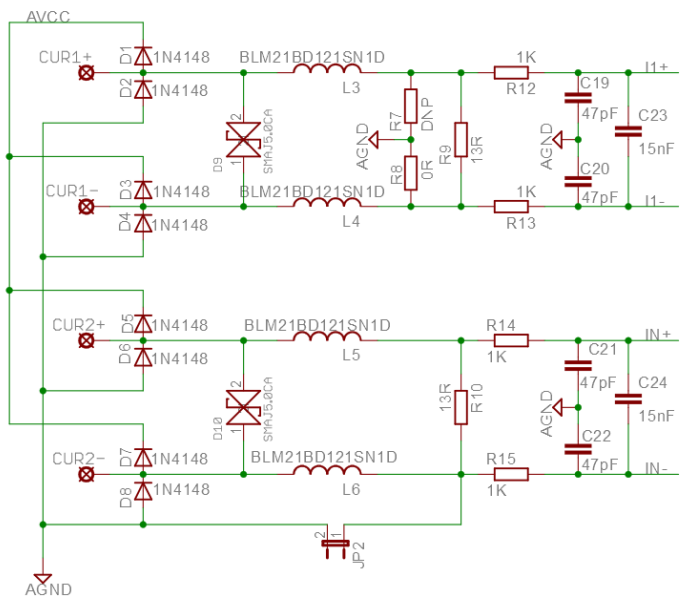 AVCC
CUR1+
D1
1N4148
D2
1N4148
BLM21BD121SN1D
L3
1K
R12
I1+
C19
47pF
C23
15nF
2
1
D9
SMAJ5.0CA
R7
DNP
AGND
R8
0R
R9
13R
AGND
C20
47pF
CUR1-
D3
1N4148
D4
1N4148
BLM21BD121SN1D
L4
1K
R13
I1-
CUR2+
D5
1N4148
D6
1N4148
BLM21BD121SN1D
L5
R14
1K
IN+
C21
47pF
C24
15nF
2
1
D10
SMAJ5.0CA
13R
R10
AGND
C22
47pF
CUR2-
D7
1N4148
D8
1N4148
BLM21BD121SN1D
L6
R15
1K
IN-
2
1
JP2
AGND